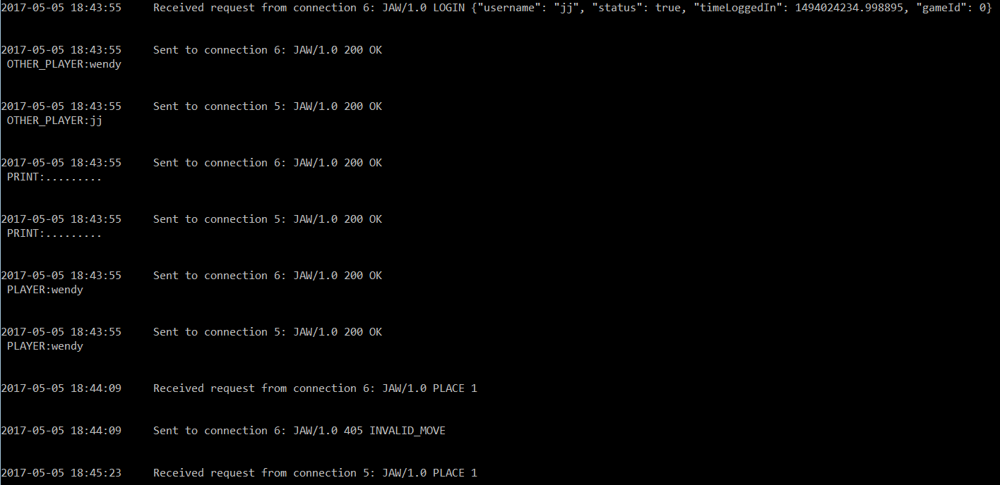 2017-05-05 18:43:55     Received request from connection 6: JAW/1.0 LOGIN {"username": "jj", "status": true, "timeLoggedIn": 1494024234.998895, "gameId": 0}
2017-05-05 18:43:55     Sent to connection 6: JAW/1.0 200 OK
 OTHER_PLAYER:wendy
2017-05-05 18:43:55     Sent to connection 5: JAW/1.0 200 OK
 OTHER_PLAYER:jj
2017-05-05 18:43:55     Sent to connection 6: JAW/1.0 200 OK
 PRINT:.........
2017-05-05 18:43:55     Sent to connection 5: JAW/1.0 200 OK
 PRINT:.........
2017-05-05 18:43:55     Sent to connection 6: JAW/1.0 200 OK
 PLAYER:wendy
2017-05-05 18:43:55     Sent to connection 5: JAW/1.0 200 OK
 PLAYER:wendy
2017-05-05 18:44:09     Received request from connection 6: JAW/1.0 PLACE 1
2017-05-05 18:44:09     Sent to connection 6: JAW/1.0 405 INVALID_MOVE
2017-05-05 18:45:23     Received request from connection 5: JAW/1.0 PLACE 1